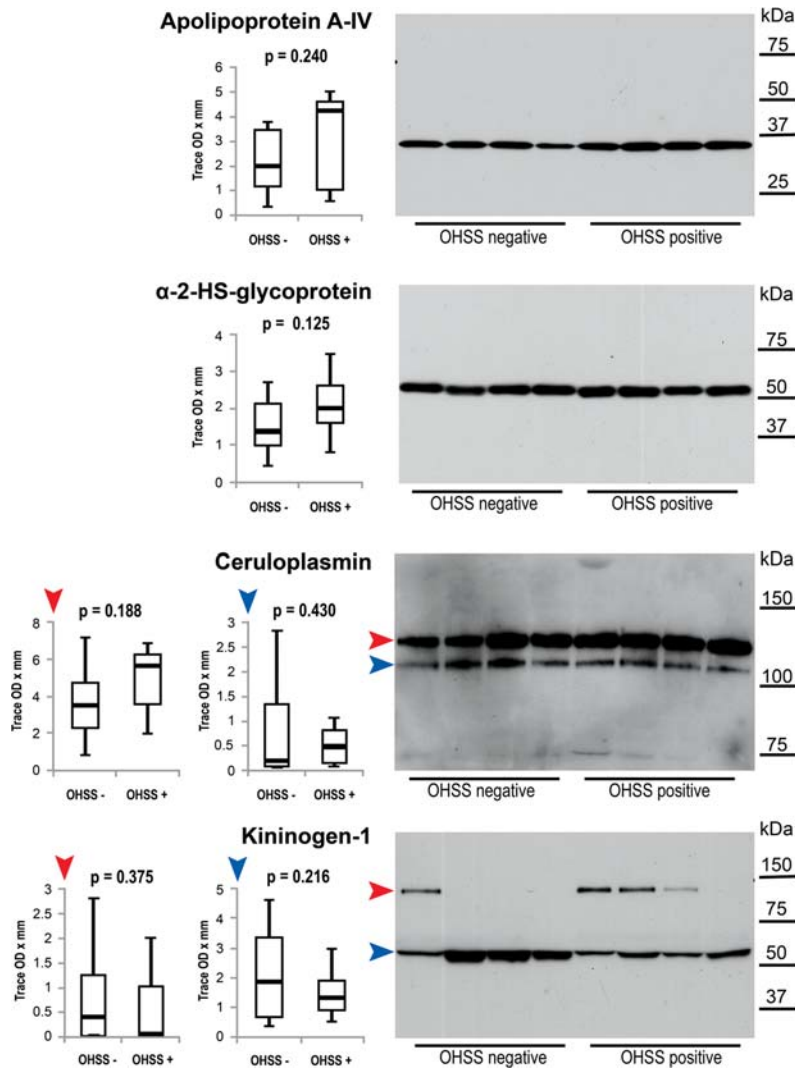 Apolipoprotein A-IV
p = 0.240
Trace OD x mm
6
5
4
3
2
1
0
OHSS -
OHSS +
kDa
75
50
37
25
OHSS negative
OHSS positive
α-2-HS-glycoprotein
p = 0.125
Trace OD x mm
4
3
2
1
0
OHSS -
OHSS +
kDa
75
50
37
OHSS negative
OHSS positive
Ceruloplasmin
p = 0.188
Trace OD x mm
8
6
4
2
0
OHSS -
OHSS +
p = 0.430
Trace OD x mm
3
2.5
2
1.5
1
0.5
0
OHSS -
OHSS +
kDa
150
100
75
OHSS negative
OHSS positive
Kininogen-1
p = 0.375
Trace OD x mm
3
2.5
2
1.5
1
0.5
0
OHSS -
OHSS +
p = 0.216
Trace OD x mm
5
4
3
2
1
0
OHSS -
OHSS +
kDa
150
75
50
37
OHSS negative
OHSS positive